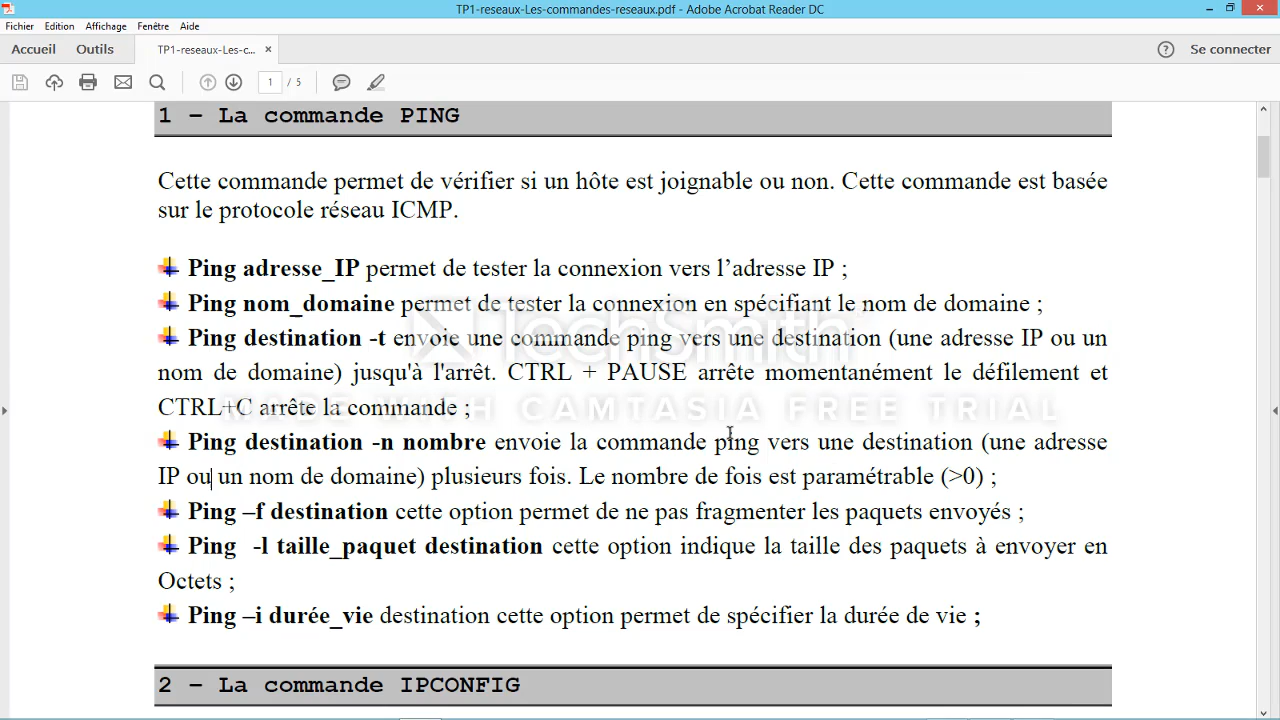 TP1-reseaux-Les-commandes-reseaux.pdf - Adobe Acrobat Reader DC
Fichier Edition Affichage Fenêtre Aide
Accueil Outils TP1-reseaux-Les-c... × Se connecter
1 / 5
1 – La commande PING
Cette commande permet de vérifier si un hôte est joignable ou non. Cette commande est basée
sur le protocole réseau ICMP.
Ping adresse_IP permet de tester la connexion vers l’adresse IP ;
Ping nom_domaine permet de tester la connexion en spécifiant le nom de domaine ;
Ping destination -t envoie une commande ping vers une destination (une adresse IP ou un
nom de domaine) jusqu'à l'arrêt. CTRL + PAUSE arrête momentanément le défilement et
CTRL+C arrête la commande ;
Ping destination -n nombre envoie la commande ping vers une destination (une adresse
IP ou un nom de domaine) plusieurs fois. Le nombre de fois est paramétrable (>0) ;
Ping –f destination cette option permet de ne pas fragmenter les paquets envoyés ;
Ping -l taille_paquet destination cette option indique la taille des paquets à envoyer en
Octets ;
Ping –i durée_vie destination cette option permet de spécifier la durée de vie ;
2 – La commande IPCONFIG
TechSmith
MADE WITH CAMTASIA FREE TRIAL